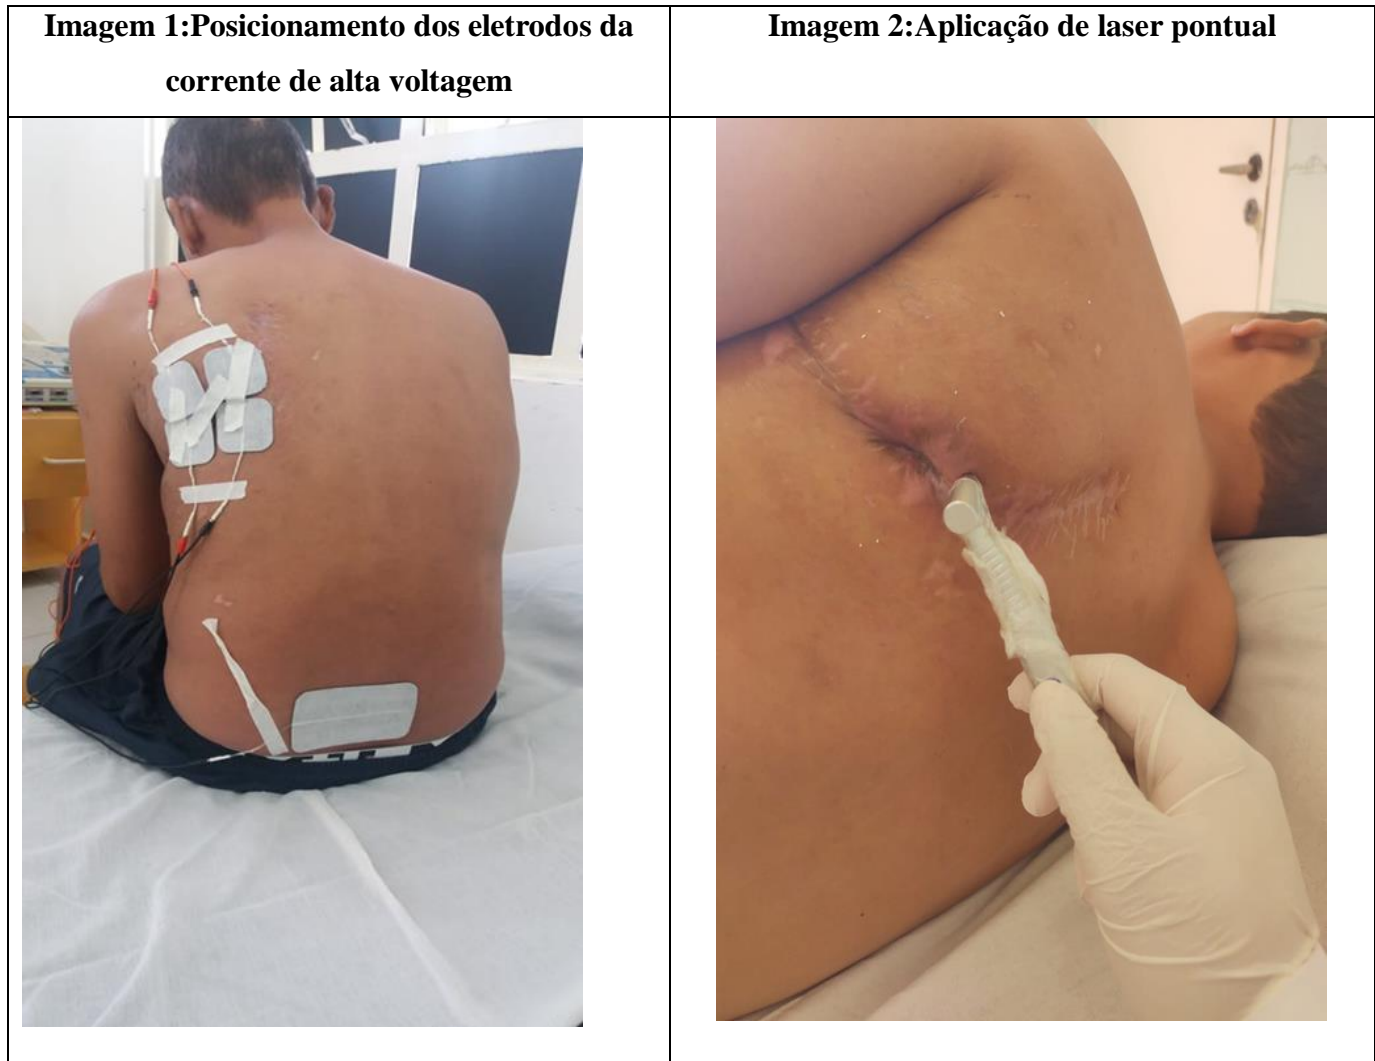 Imagem 1:Posicionamento dos eletrodos da
corrente de alta voltagem
Imagem 2:Aplicação de laser pontual